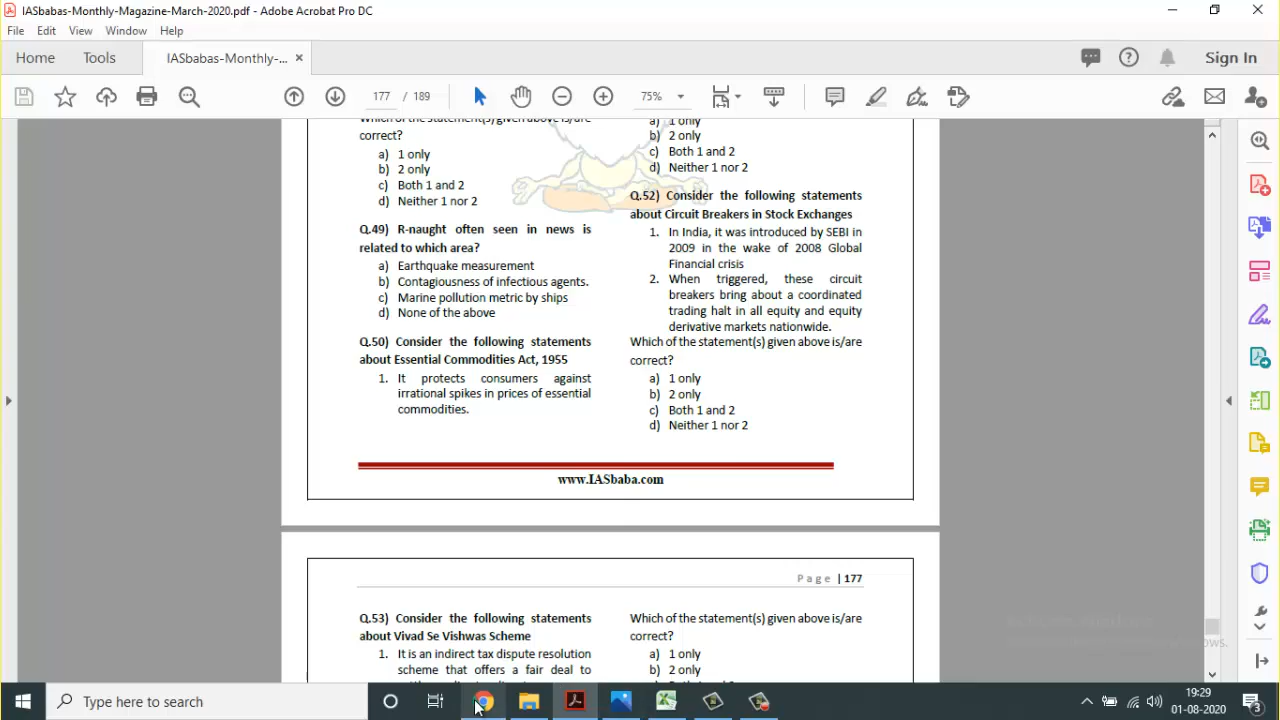 IASbabas-Monthly-Magazine-March-2020.pdf - Adobe Acrobat Pro DC
File Edit View Window Help
Home Tools IASbabas-Monthly-... × Sign In
177 / 189 75%
Which of the statement(s) given above is/are
correct?
a) 1 only
b) 2 only
c) Both 1 and 2
d) Neither 1 nor 2
Q.49) R-naught often seen in news is
related to which area?
a) Earthquake measurement
b) Contagiousness of infectious agents.
c) Marine pollution metric by ships
d) None of the above
Q.50) Consider the following statements
about Essential Commodities Act, 1955
1. It protects consumers against
irrational spikes in prices of essential
commodities.
a) 1 only
b) 2 only
c) Both 1 and 2
d) Neither 1 nor 2
Q.52) Consider the following statements
about Circuit Breakers in Stock Exchanges
1. In India, it was introduced by SEBI in
2009 in the wake of 2008 Global
Financial crisis
2. When triggered, these circuit
breakers bring about a coordinated
trading halt in all equity and equity
derivative markets nationwide.
Which of the statement(s) given above is/are
correct?
a) 1 only
b) 2 only
c) Both 1 and 2
d) Neither 1 nor 2
www.IASbaba.com
Page | 177
Q.53) Consider the following statements
about Vivad Se Vishwas Scheme
1. It is an indirect tax dispute resolution
scheme that offers a fair deal to
Which of the statement(s) given above is/are
correct?
a) 1 only
b) 2 only
Type here to search
19:29
01-08-2020
3